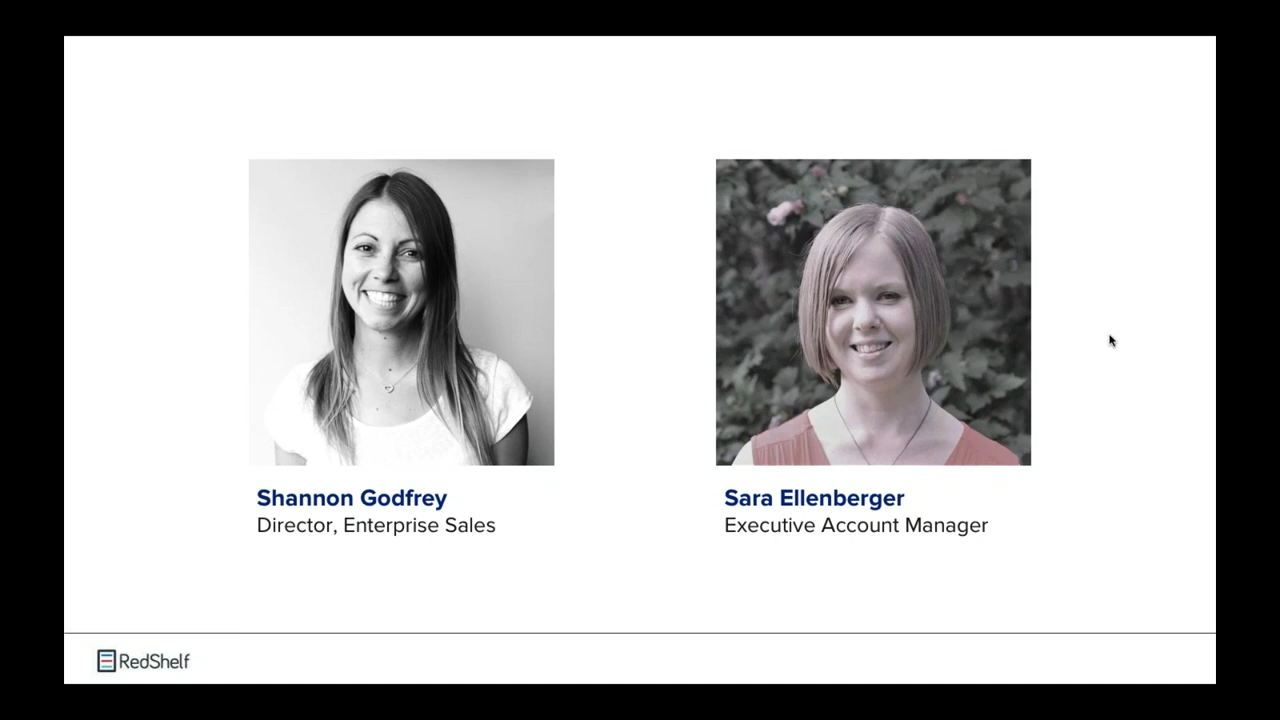 Shannon Godfrey
Director, Enterprise Sales
Sara Ellenberger
Executive Account Manager
RedShelf